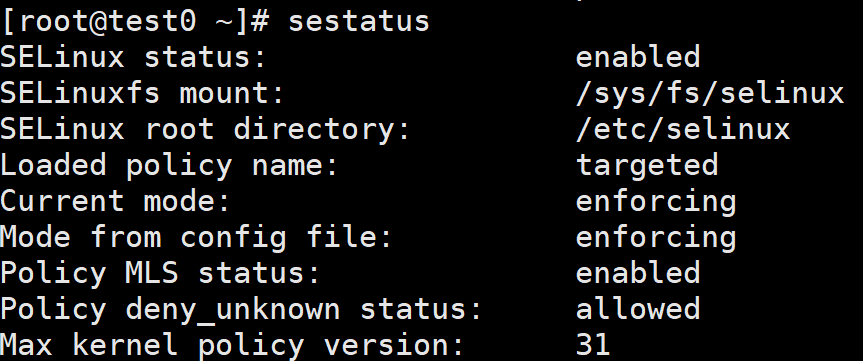 [root@test0 ~]# sestatus
SELinux status:                 enabled
SELinuxfs mount:                /sys/fs/selinux
SELinux root directory:         /etc/selinux
Loaded policy name:             targeted
Current mode:                   enforcing
Mode from config file:          enforcing
Policy MLS status:              enabled
Policy deny_unknown status:     allowed
Max kernel policy version:      31